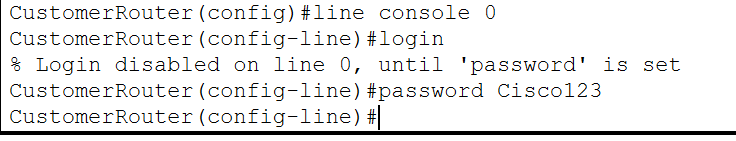 CustomerRouter(config)#line console 0
CustomerRouter(config-line)#login
% Login disabled on line 0, until 'password' is set
CustomerRouter(config-line)#password Cisco123
CustomerRouter(config-line)#